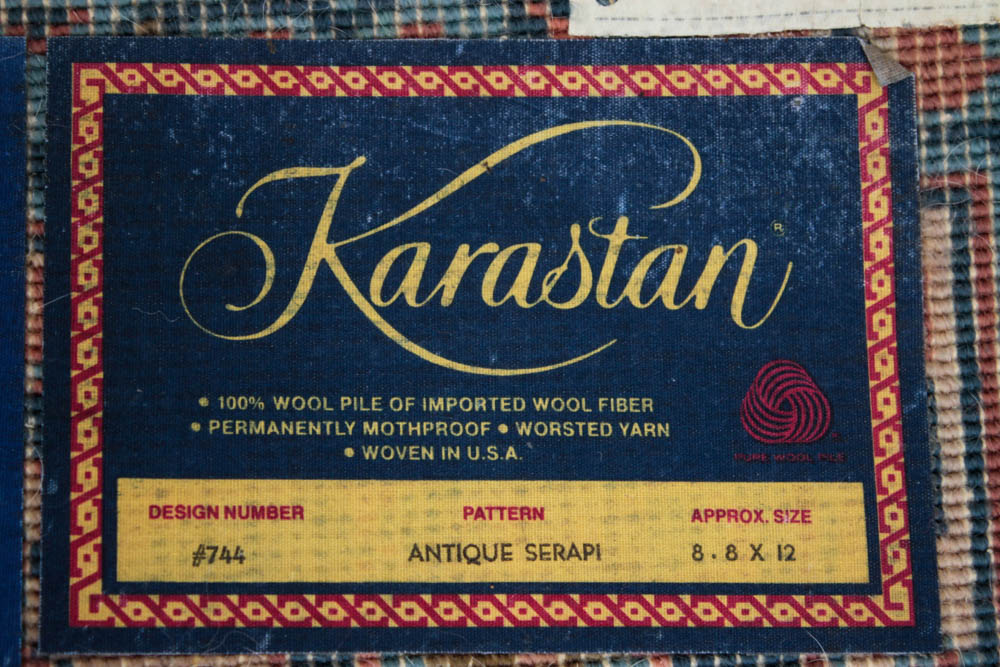 Karastan®
• 100% WOOL PILE OF IMPORTED WOOL FIBER
• PERMANENTLY MOTHPROOF • WORSTED YARN
• WOVEN IN U.S.A.
PURE WOOL PILE
DESIGN NUMBER PATTERN APPROX. SIZE
#744 ANTIQUE SERAPI 8.8 X 12